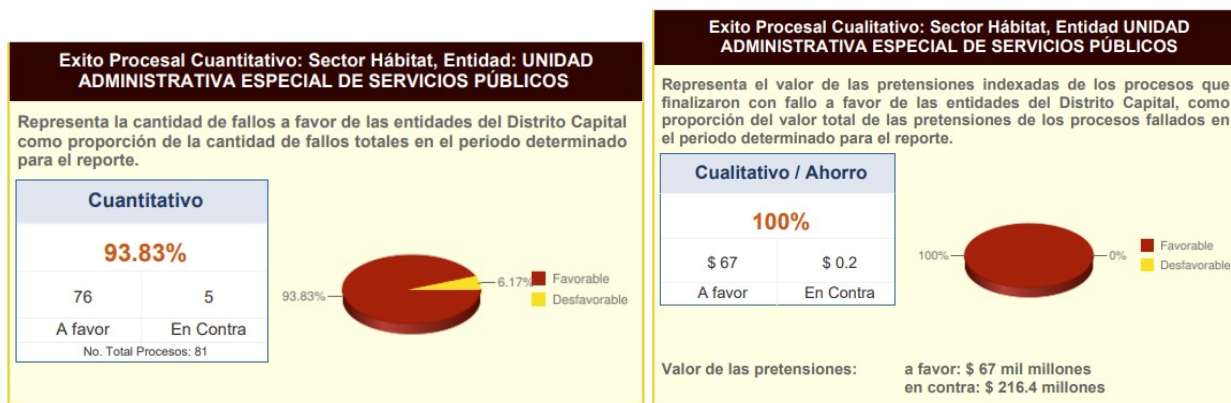 Exito Procesal Cuantitativo: Sector Hábitat, Entidad: UNIDAD
ADMINISTRATIVA ESPECIAL DE SERVICIOS PÚBLICOS
Representa la cantidad de fallos a favor de las entidades del Distrito Capital
como proporción de la cantidad de fallos totales en el periodo determinado
para el reporte.
Cuantitativo
93.83%
76 5
A favor En Contra
No. Total Procesos: 81
93.83%
6.17%
Favorable
Desfavorable
Exito Procesal Cualitativo: Sector Hábitat, Entidad UNIDAD
ADMINISTRATIVA ESPECIAL DE SERVICIOS PÚBLICOS
Representa el valor de las pretensiones indexadas de los procesos que
finalizaron con fallo a favor de las entidades del Distrito Capital, como
proporción del valor total de las pretensiones de los procesos fallados en
el periodo determinado para el reporte.
Cualitativo / Ahorro
100%
$ 67 $ 0.2
A favor En Contra
100%
0%
Favorable
Desfavorable
Valor de las pretensiones: a favor: $ 67 mil millones
en contra: $ 216.4 millones